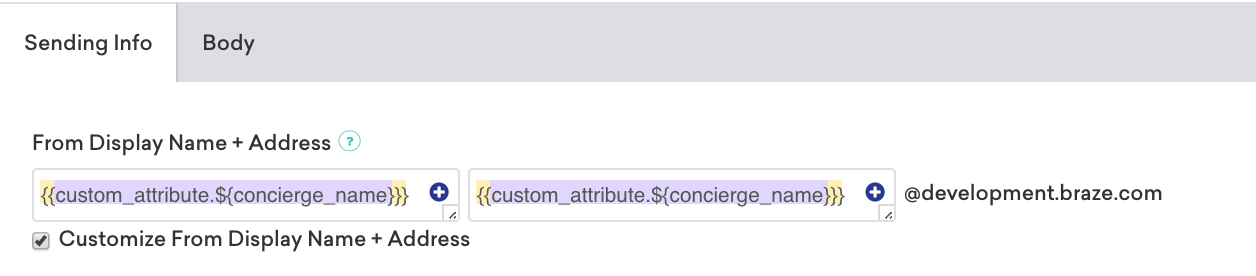 Sending Info Body
From Display Name + Address ?
{{custom_attribute.${concierge_name}}} {{custom_attribute.${concierge_name}}} @development.braze.com
Customize From Display Name + Address